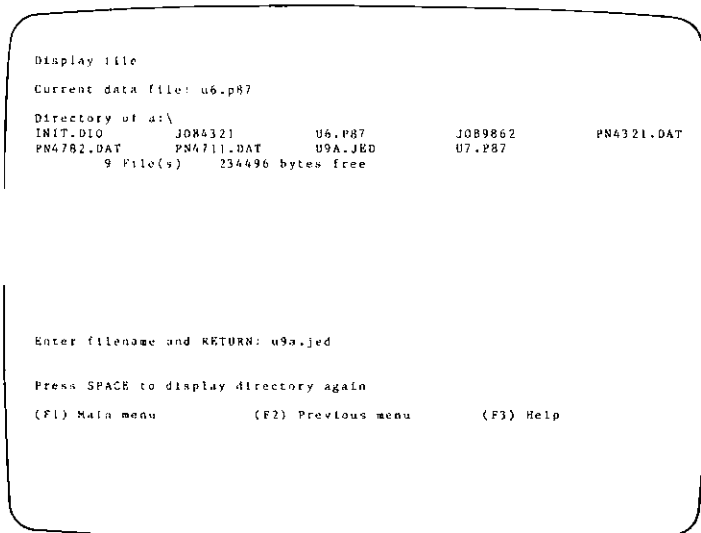 Display file
Current data file: u6.p87
Directory of a:\
INIT.DIO JOB4321 U6.P87 JOB9862 PN4321.DAT
PN4782.DAT PN4711.DAT U9A.JED U7.P87
9 File(s) 234496 bytes free
Enter filename and RETURN: u9a.jed
Press SPACE to display directory again
(F1) Main menu (F2) Previous menu (F3) Help